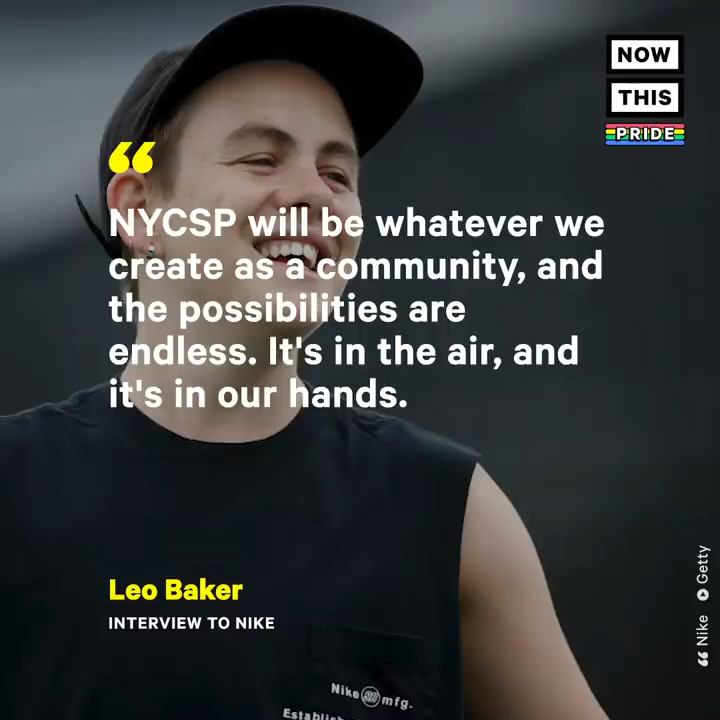 NOW
THIS
PRIDE
“
NYCSP will be whatever we
create as a community, and
the possibilities are
endless. It's in the air, and
it's in our hands.
Leo Baker
INTERVIEW TO NIKE
“ Nike Getty
Nike mfg.